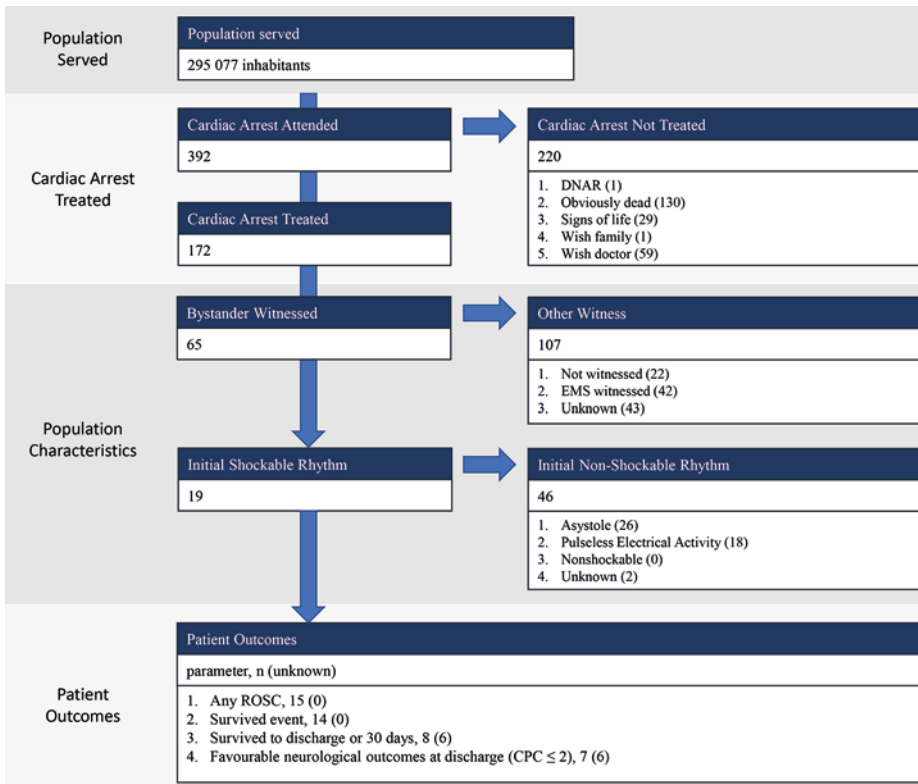 Population
Served
Population served
295 077 inhabitants
Cardiac Arrest
Treated
Cardiac Arrest Attended
392
Cardiac Arrest Not Treated
220
1. DNAR (1)
2. Obviously dead (130)
3. Signs of life (29)
4. Wish family (1)
5. Wish doctor (59)
Cardiac Arrest Treated
172
Population
Characteristics
Bystander Witnessed
65
Other Witness
107
1. Not witnessed (22)
2. EMS witnessed (42)
3. Unknown (43)
Initial Shockable Rhythm
19
Initial Non-Shockable Rhythm
46
1. Asystole (26)
2. Pulseless Electrical Activity (18)
3. Nonshockable (0)
4. Unknown (2)
Patient
Outcomes
Patient Outcomes
parameter, n (unknown)
1. Any ROSC, 15 (0)
2. Survived event, 14 (0)
3. Survived to discharge or 30 days, 8 (6)
4. Favourable neurological outcomes at discharge (CPC ≤ 2), 7 (6)